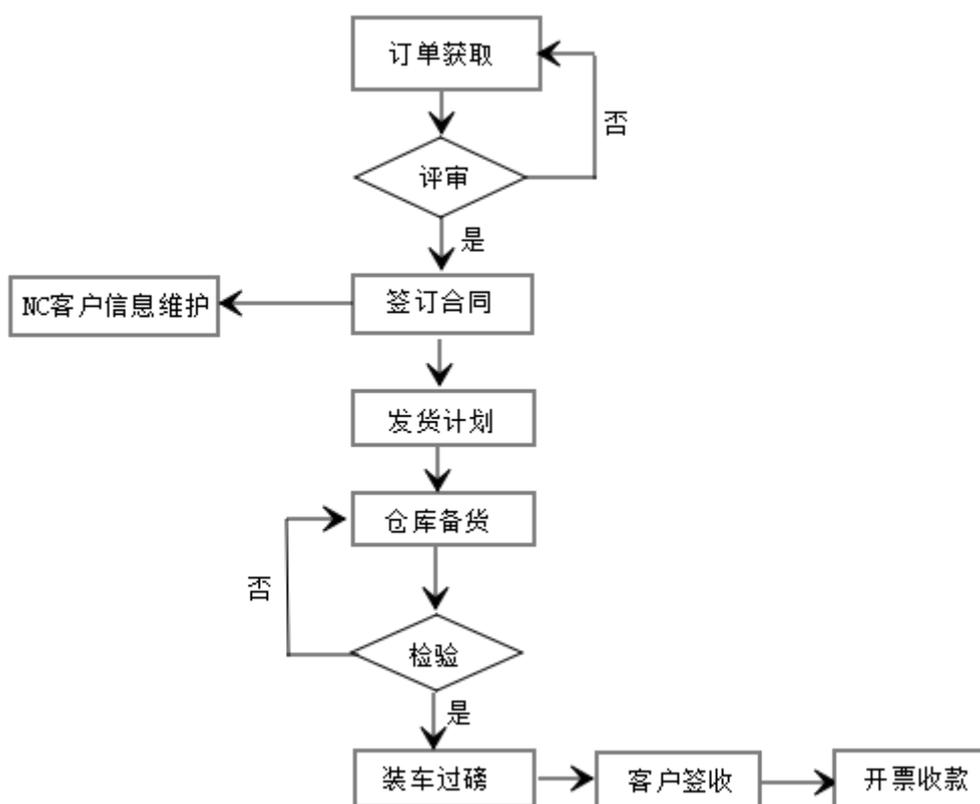 订单获取
否
评审
是
NC客户信息维护
签订合同
发货计划
仓库备货
否
检验
是
装车过磅
客户签收
开票收款